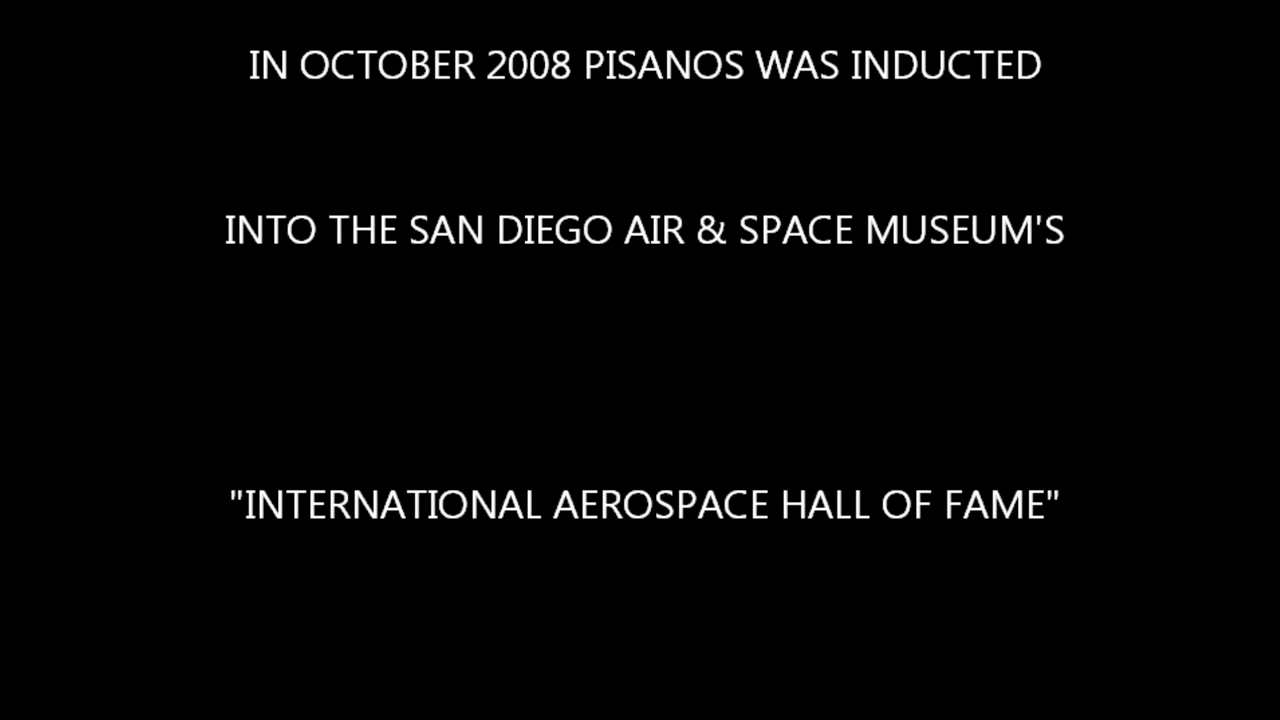 IN OCTOBER 2008 PISANOS WAS INDUCTED
INTO THE SAN DIEGO AIR & SPACE MUSEUM'S
"INTERNATIONAL AEROSPACE HALL OF FAME"